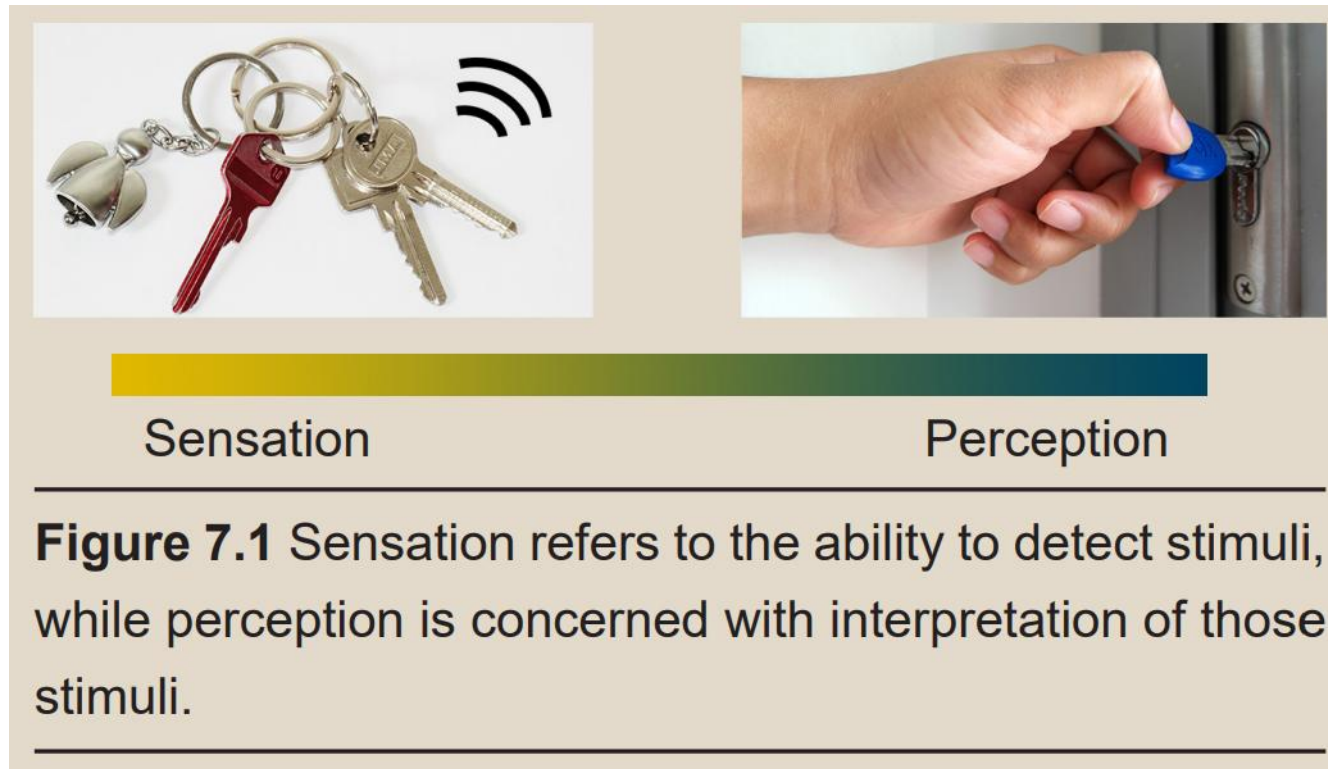 Sensation
Perception
Figure 7.1 Sensation refers to the ability to detect stimuli,
while perception is concerned with interpretation of those
stimuli.